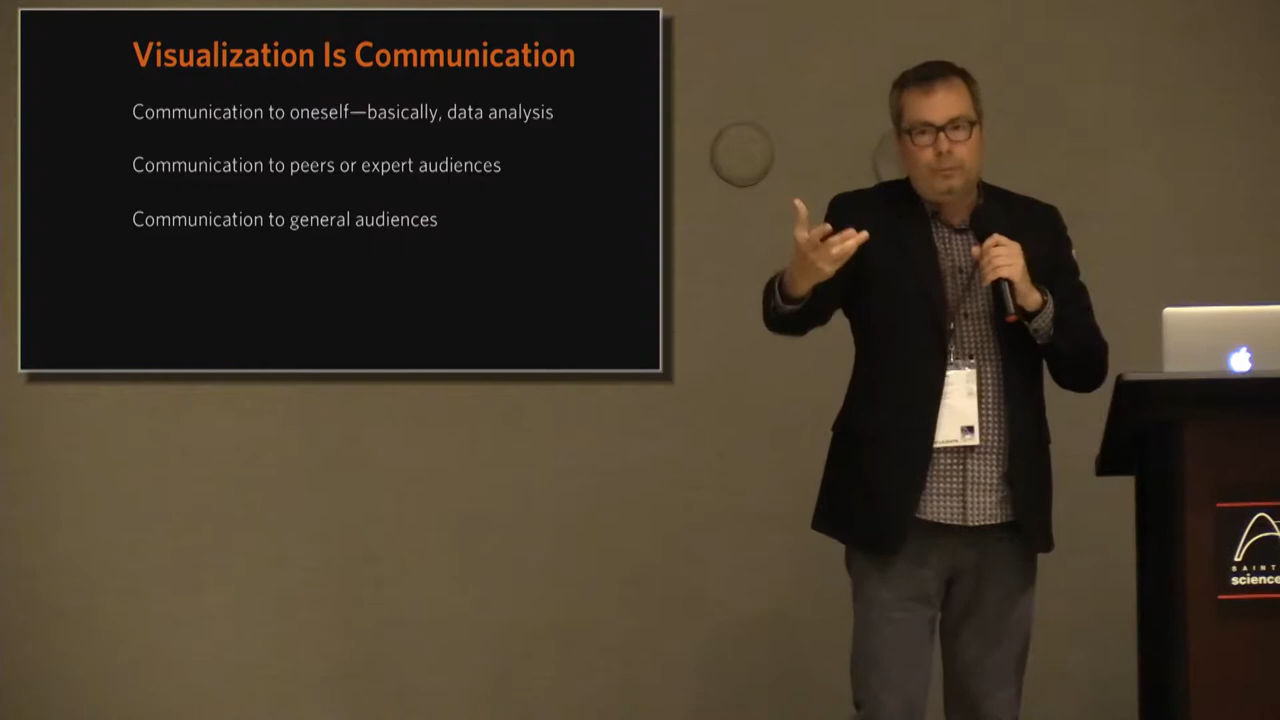 Visualization Is Communication
Communication to oneself—basically, data analysis
Communication to peers or expert audiences
Communication to general audiences
SAINT
science